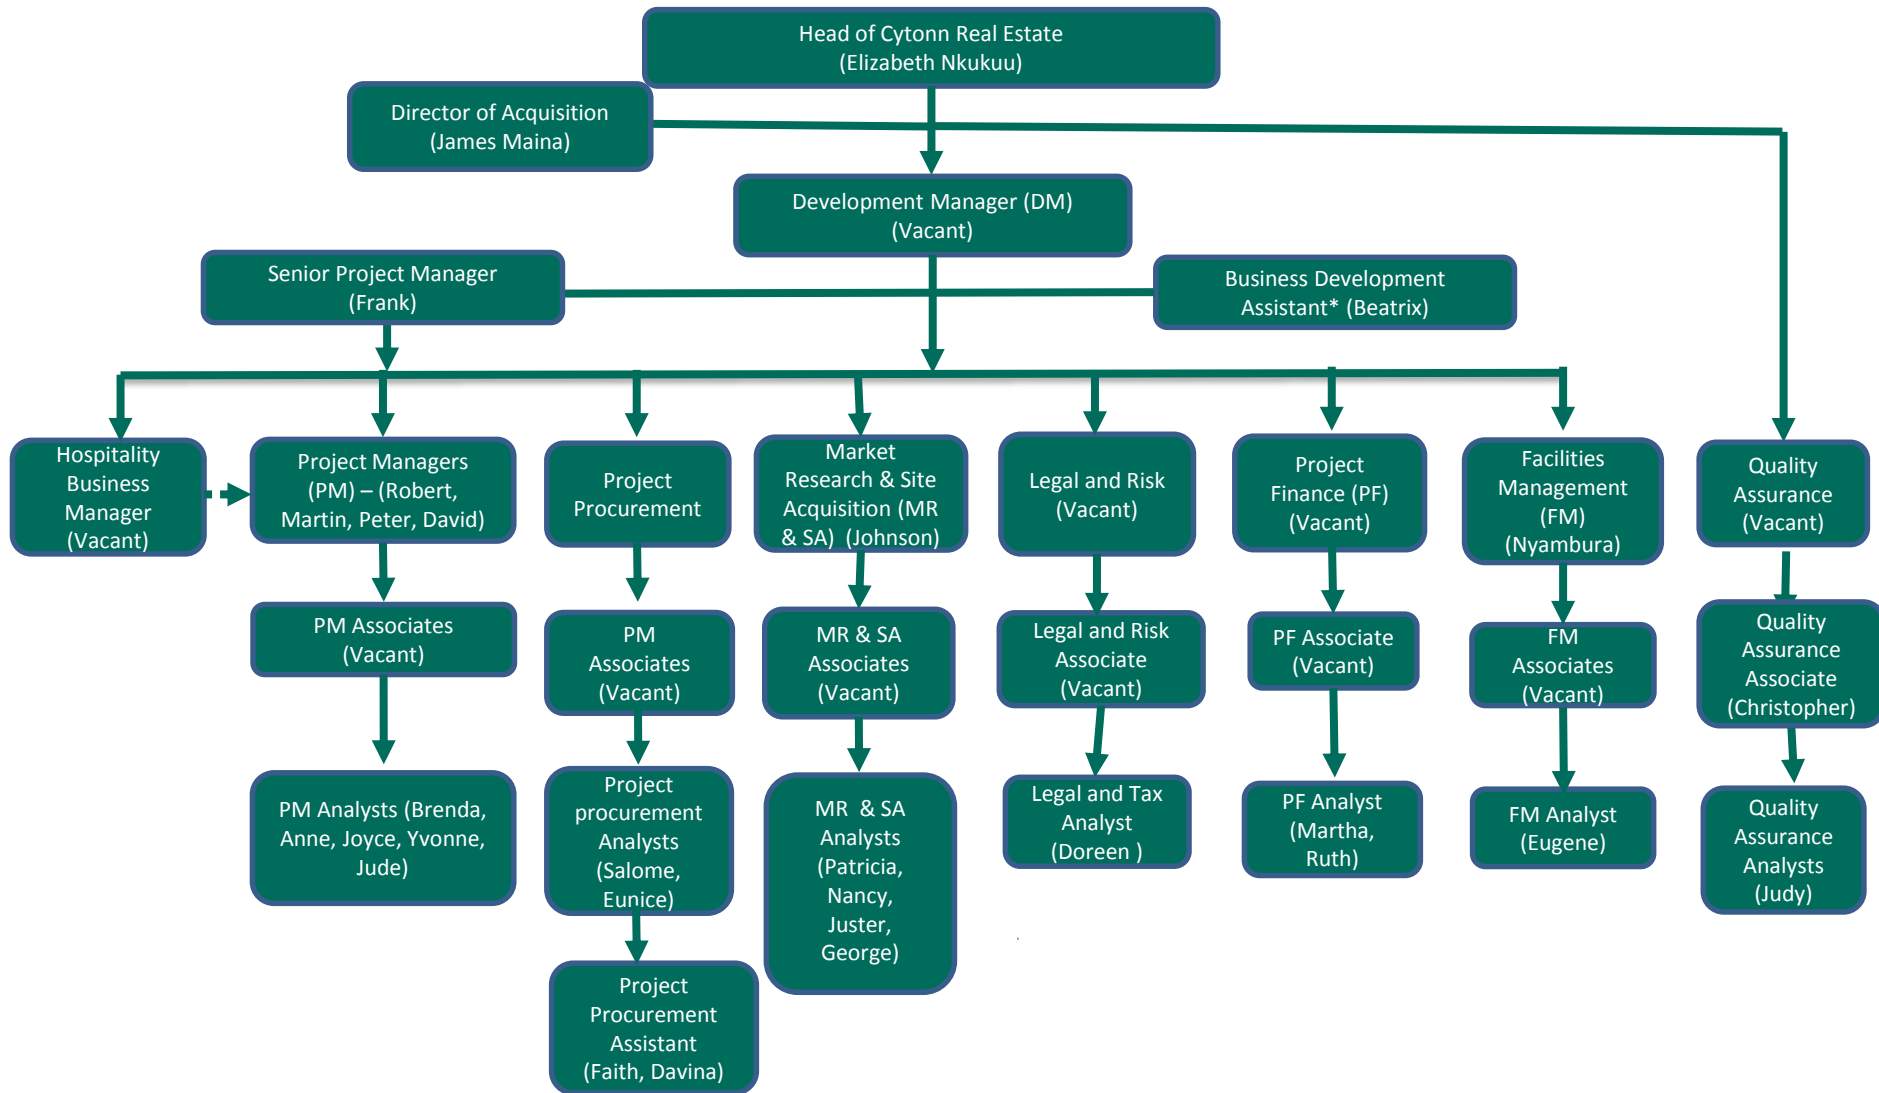 Head of Cytonn Real Estate
(Elizabeth Nkukuu)
Director of Acquisition
(James Maina)
Development Manager (DM)
(Vacant)
Senior Project Manager
(Frank)
Business Development
Assistant* (Beatrix)
Hospitality
Business
Manager
(Vacant)
Project Managers
(PM) – (Robert,
Martin, Peter, David)
Project
Procurement
Market
Research & Site
Acquisition (MR
& SA)  (Johnson)
Legal and Risk
(Vacant)
Project
Finance (PF)
(Vacant)
Facilities
Management
(FM)
(Nyambura)
Quality
Assurance
(Vacant)
PM Associates
(Vacant)
PM
Associates
(Vacant)
MR & SA
Associates
(Vacant)
Legal and Risk
Associate
(Vacant)
PF Associate
(Vacant)
FM
Associates
(Vacant)
Quality
Assurance
Associate
(Christopher)
PM Analysts (Brenda,
Anne, Joyce, Yvonne,
Jude)
Project
procurement
Analysts
(Salome,
Eunice)
MR  & SA
Analysts
(Patricia,
Nancy,
Juster,
George)
Legal and Tax
Analyst
(Doreen )
PF Analyst
(Martha,
Ruth)
FM Analyst
(Eugene)
Quality
Assurance
Analysts
(Judy)
Project
Procurement
Assistant
(Faith, Davina)